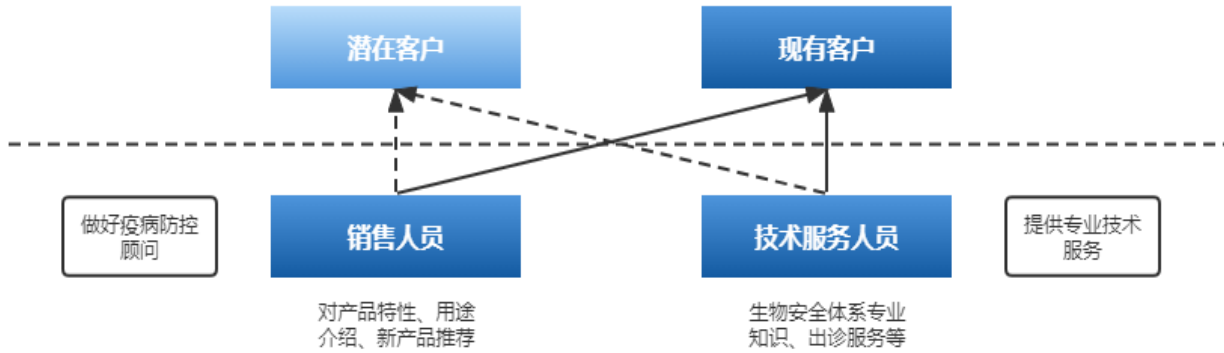 潜在客户
现有客户
做好疫病防控
顾问
销售人员
技术服务人员
提供专业技术
服务
对产品特性、用途
介绍、新产品推荐
生物安全体系专业
知识、出诊服务等